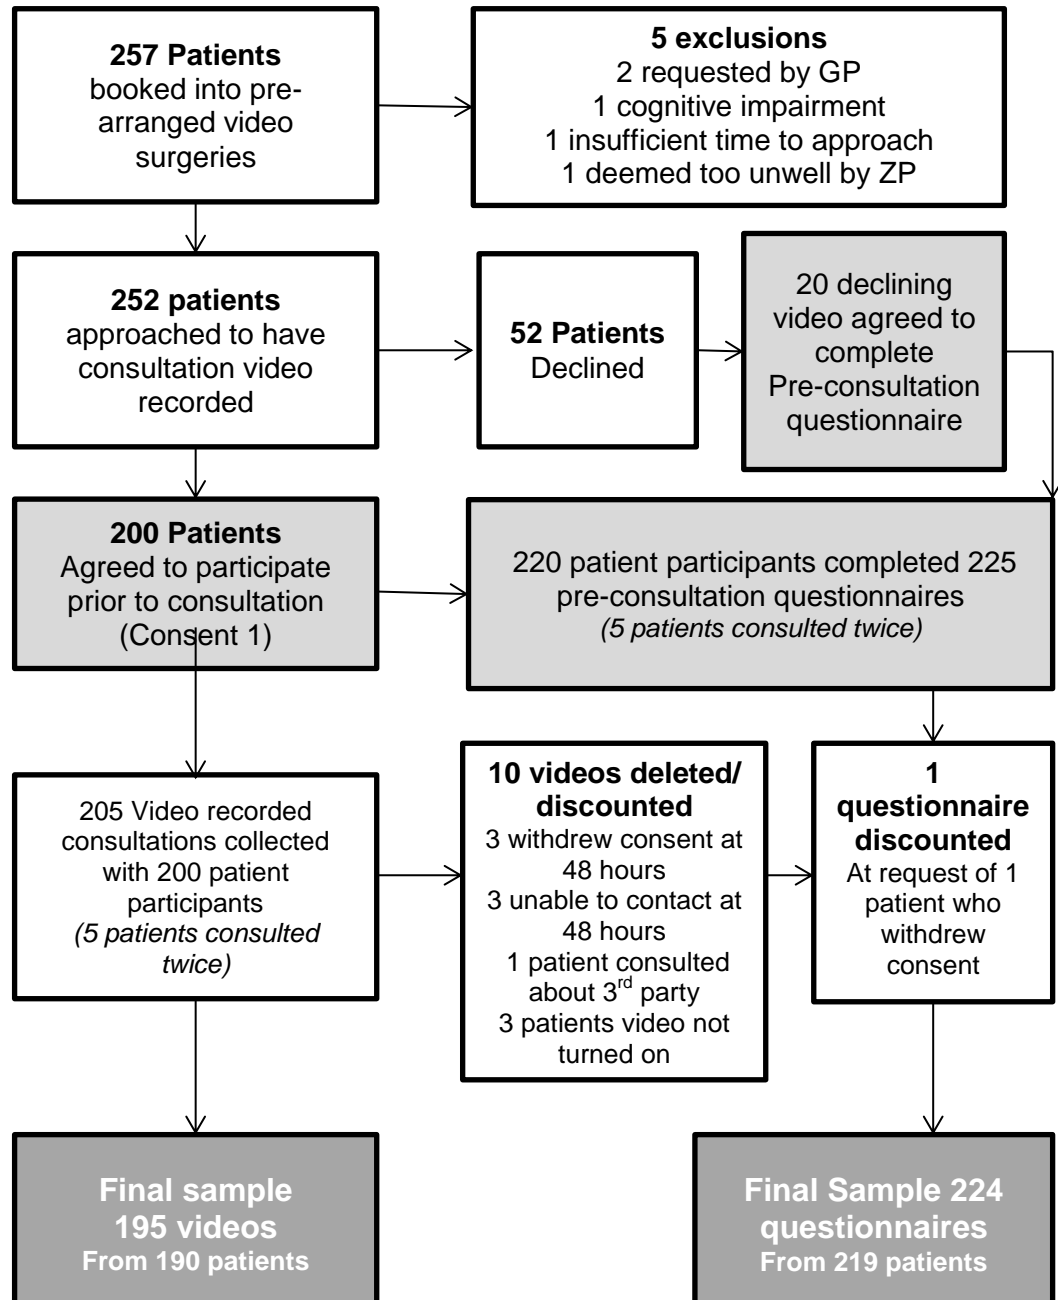 257 Patients
booked into pre-
arranged video
surgeries
5 exclusions
2 requested by GP
1 cognitive impairment
1 insufficient time to approach
1 deemed too unwell by ZP
252 patients
approached to have
consultation video
recorded
52 Patients
Declined
20 declining
video agreed to
complete
Pre-consultation
questionnaire
200 Patients
Agreed to participate
prior to consultation
(Consent 1)
220 patient participants completed 225
pre-consultation questionnaires
(5 patients consulted twice)
205 Video recorded
consultations collected
with 200 patient
participants
(5 patients consulted
twice)
10 videos deleted/
discounted
3 withdrew consent at
48 hours
3 unable to contact at
48 hours
1 patient consulted
about 3rd party
3 patients video not
turned on
1
questionnaire
discounted
At request of 1
patient who
withdrew
consent
Final sample
195 videos
From 190 patients
Final Sample 224
questionnaires
From 219 patients